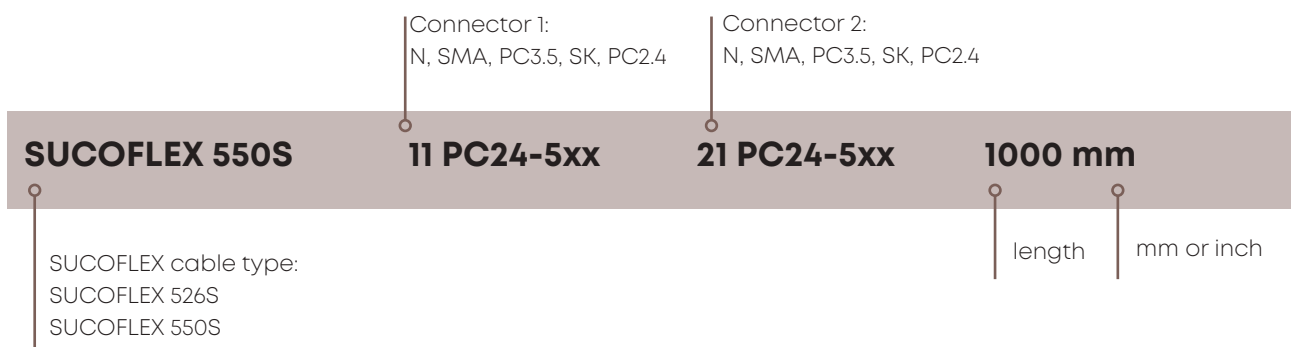 Connector 1:
N, SMA, PC3.5, SK, PC2.4
Connector 2:
N, SMA, PC3.5, SK, PC2.4
SUCOFLEX 550S 11 PC24-5xx 21 PC24-5xx 1000 mm
length
mm or inch
SUCOFLEX cable type:
SUCOFLEX 526S
SUCOFLEX 550S